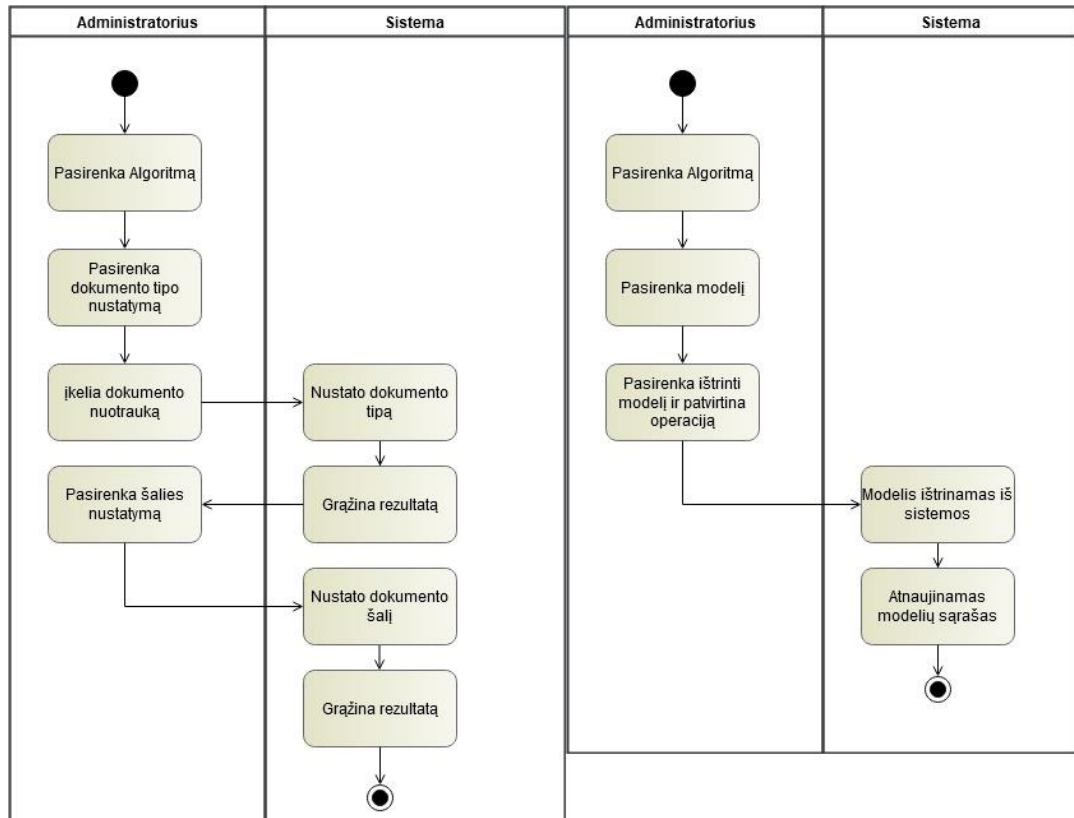 Administratorius
Sistema
Pasirenka Algoritmą
Pasirenka
dokumento tipo
nustatymą
įkelia dokumento
nuotrauką
Nustato dokumento
tipą
Grąžina rezultatą
Pasirenka šalies
nustatymą
Nustato dokumento
šalį
Grąžina rezultatą
Administratorius
Sistema
Pasirenka Algoritmą
Pasirenka modelį
Pasirenka ištrinti
modelį ir patvirtina
operaciją
Modelis ištrinamas iš
sistemos
Atnaujinamas
modelių sąrašas